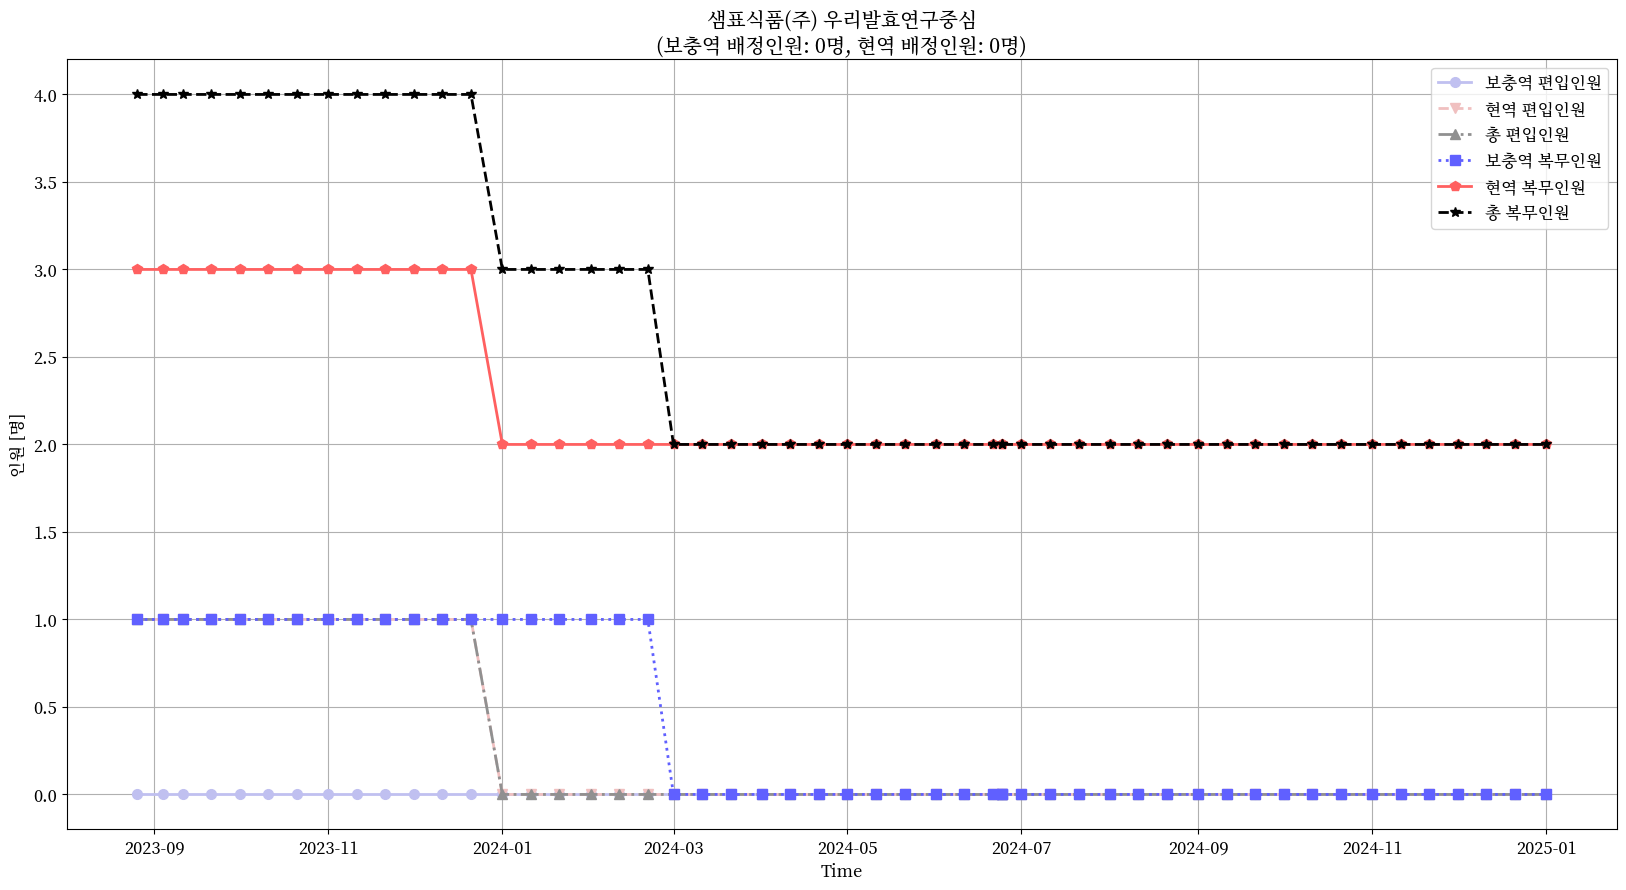 샘표식품(주) 우리발효연구중심
(보충역 배정인원: 0명, 현역 배정인원: 0명)
보충역 편입인원
현역 편입인원
총 편입인원
보충역 복무인원
현역 복무인원
총 복무인원
인원 [명]
4.0
3.5
3.0
2.5
2.0
1.5
1.0
0.5
0.0
2023-09 2023-11 2024-01 2024-03 2024-05 2024-07 2024-09 2024-11 2025-01
Time